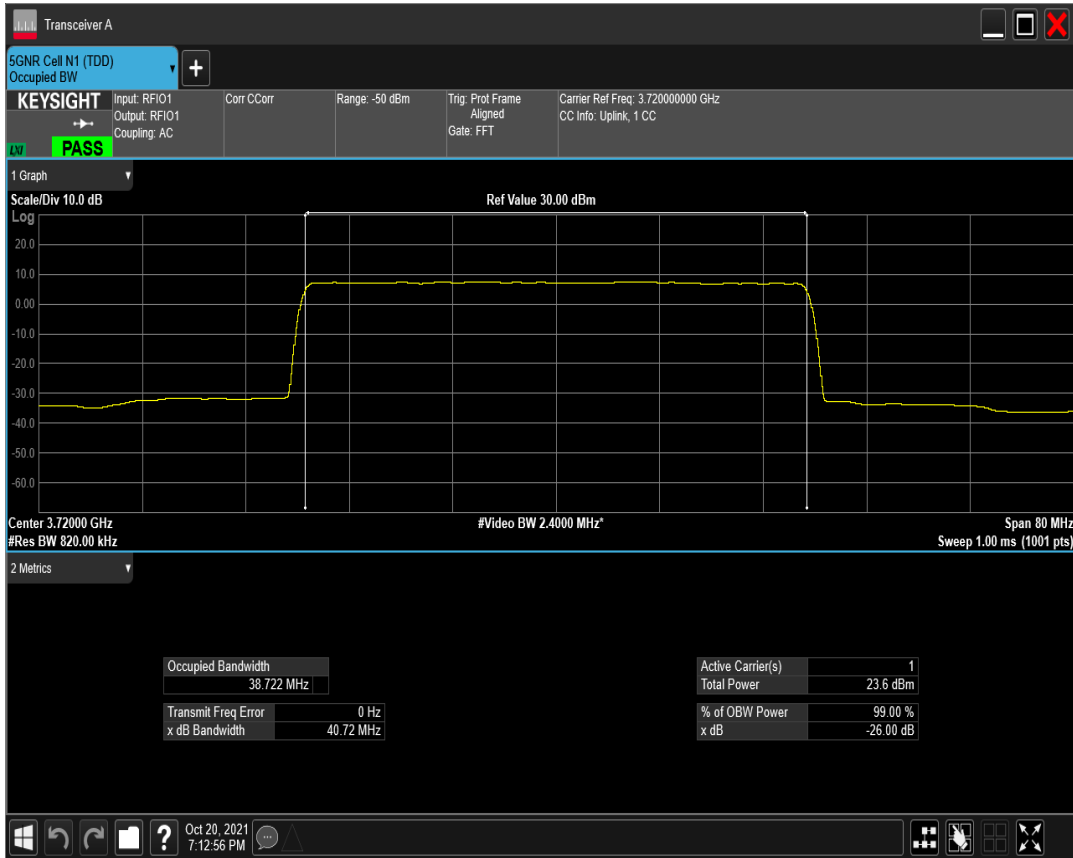 Transceiver A
5GNR Cell N1 (TDD)
Occupied BW
+
KEYSIGHT
LXI
PASS
Input: RFIO1
Output: RFIO1
Coupling: AC
Corr CCorr
Range: -50 dBm
Trig: Prot Frame
Aligned
Gate: FFT
Carrier Ref Freq: 3.720000000 GHz
CC Info: Uplink, 1 CC
1 Graph
Scale/Div 10.0 dB
Ref Value 30.00 dBm
Log
20.0
10.0
0.00
-10.0
-20.0
-30.0
-40.0
-50.0
-60.0
Center 3.72000 GHz
#Video BW 2.4000 MHz*
Span 80 MHz
#Res BW 820.00 kHz
Sweep 1.00 ms (1001 pts)
2 Metrics
Occupied Bandwidth
38.722 MHz
Transmit Freq Error 0 Hz
x dB Bandwidth 40.72 MHz
Active Carrier(s) 1
Total Power 23.6 dBm
% of OBW Power 99.00 %
x dB -26.00 dB
?
Oct 20, 2021
7:12:56 PM